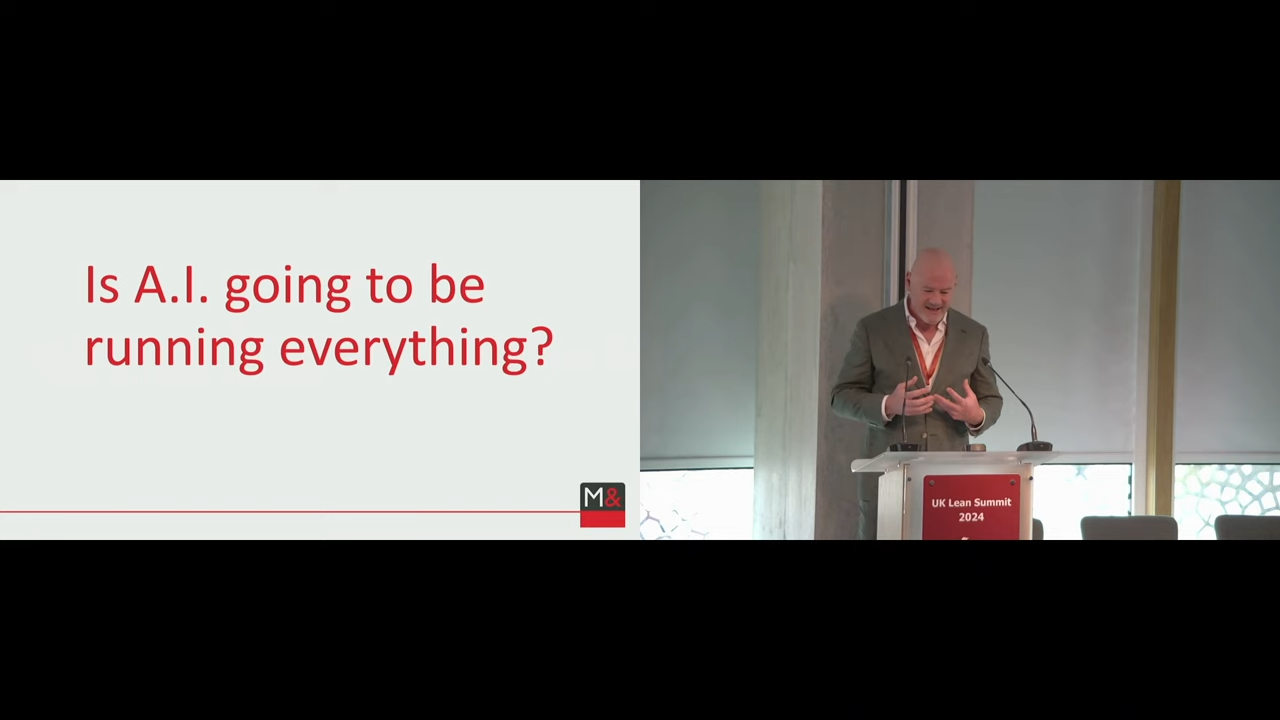 Is A.I. going to be
running everything?
M&
UK Lean Summit
2024